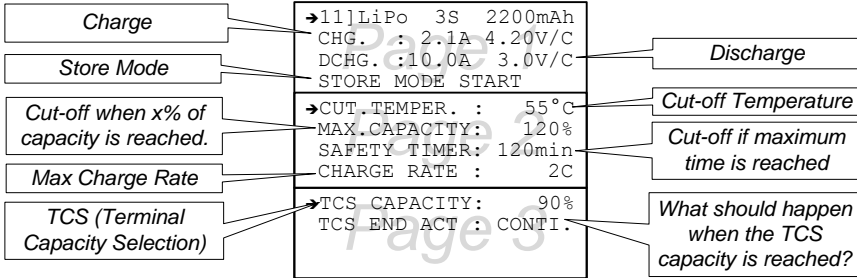 Charge
Store Mode
Cut-off when x% of
capacity is reached.
Max Charge Rate
TCS (Terminal
Capacity Selection)
Page 1
➔11]LiPo 3S 2200mAh
CHG. : 2.1A 4.20V/C
DCHG.:10.0A 3.0V/C
STORE MODE START
Page 2
➔CUT.TEMPER. : 55°C
MAX.CAPACITY: 120%
SAFETY TIMER: 120min
CHARGE RATE : 2C
Page 3
➔TCS CAPACITY: 90%
TCS END ACT : CONTI.
Discharge
Cut-off Temperature
Cut-off if maximum
time is reached
What should happen
when the TCS
capacity is reached?